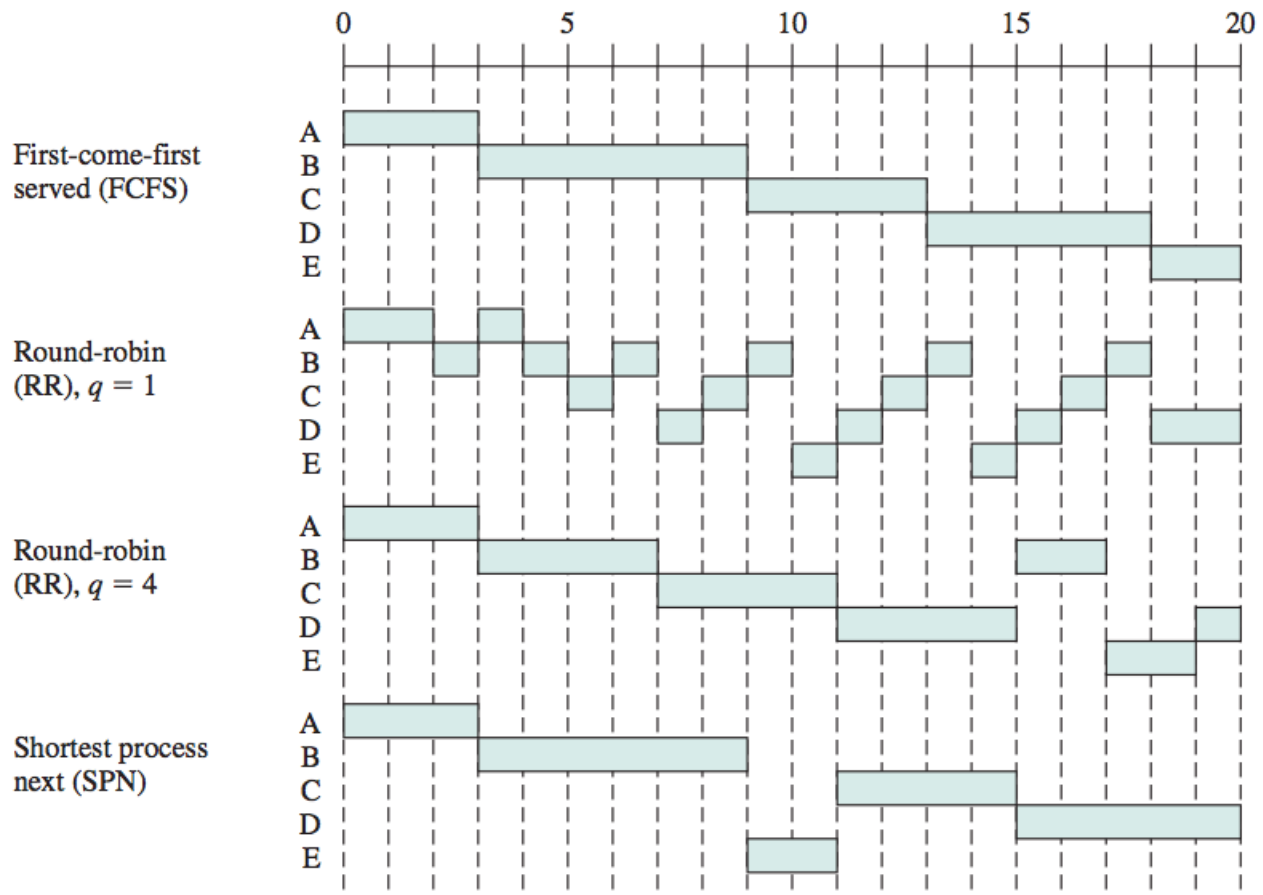 0 5 10 15 20
First-come-first
served (FCFS)
A
B
C
D
E
Round-robin
(RR), q = 1
A
B
C
D
E
Round-robin
(RR), q = 4
A
B
C
D
E
Shortest process
next (SPN)
A
B
C
D
E